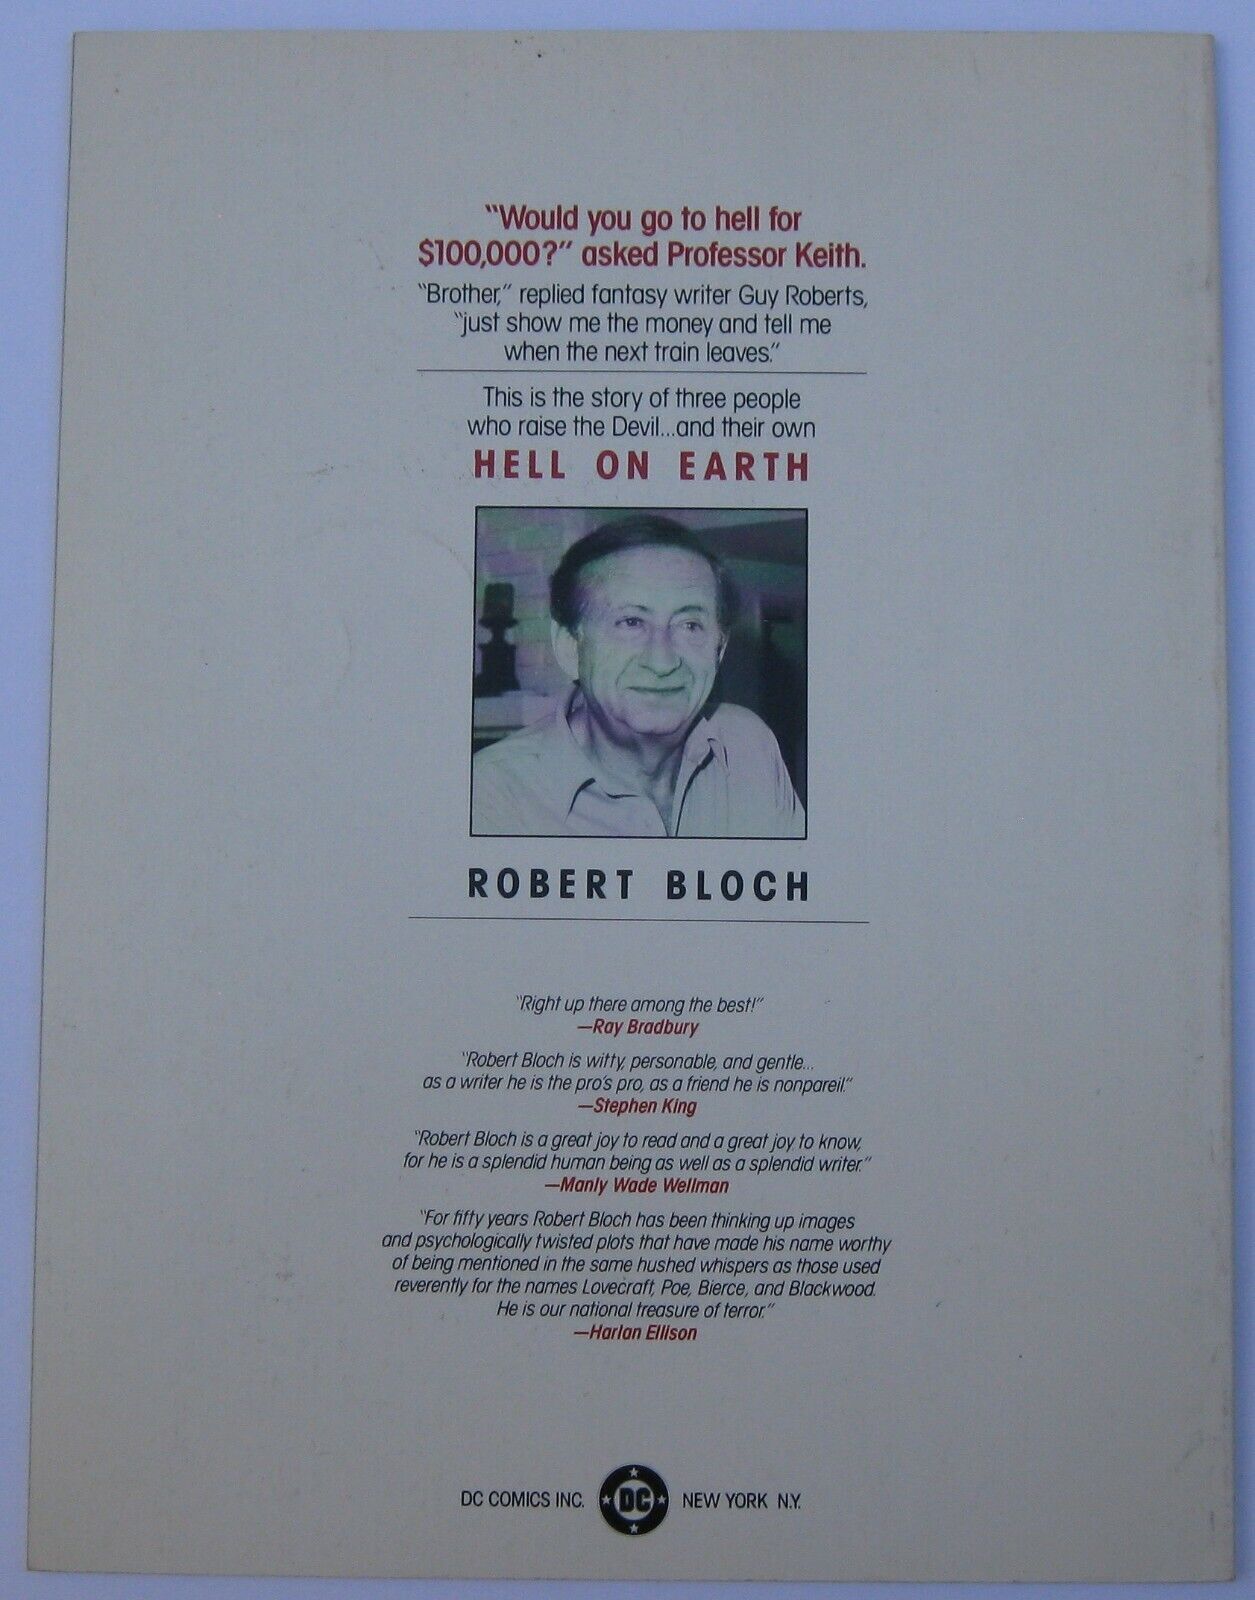 "Would you go to hell for
$100,000?" asked Professor Keith.
"Brother," replied fantasy writer Guy Roberts,
"just show me the money and tell me
when the next train leaves."
This is the story of three people
who raise the Devil...and their own
HELL ON EARTH
ROBERT BLOCH
"Right up there among the best!"
—Ray Bradbury
"Robert Bloch is witty, personable, and gentle...
as a writer he is the pro's pro, as a friend he is nonpareil."
—Stephen King
"Robert Bloch is a great joy to read and a great joy to know,
for he is a splendid human being as well as a splendid writer."
—Manly Wade Wellman
"For fifty years Robert Bloch has been thinking up images
and psychologically twisted plots that have made his name worthy
of being mentioned in the same hushed whispers as those used
reverently for the names Lovecraft, Poe, Bierce, and Blackwood.
He is our national treasure of terror."
—Harlan Ellison
DC COMICS INC. DC NEW YORK N.Y.